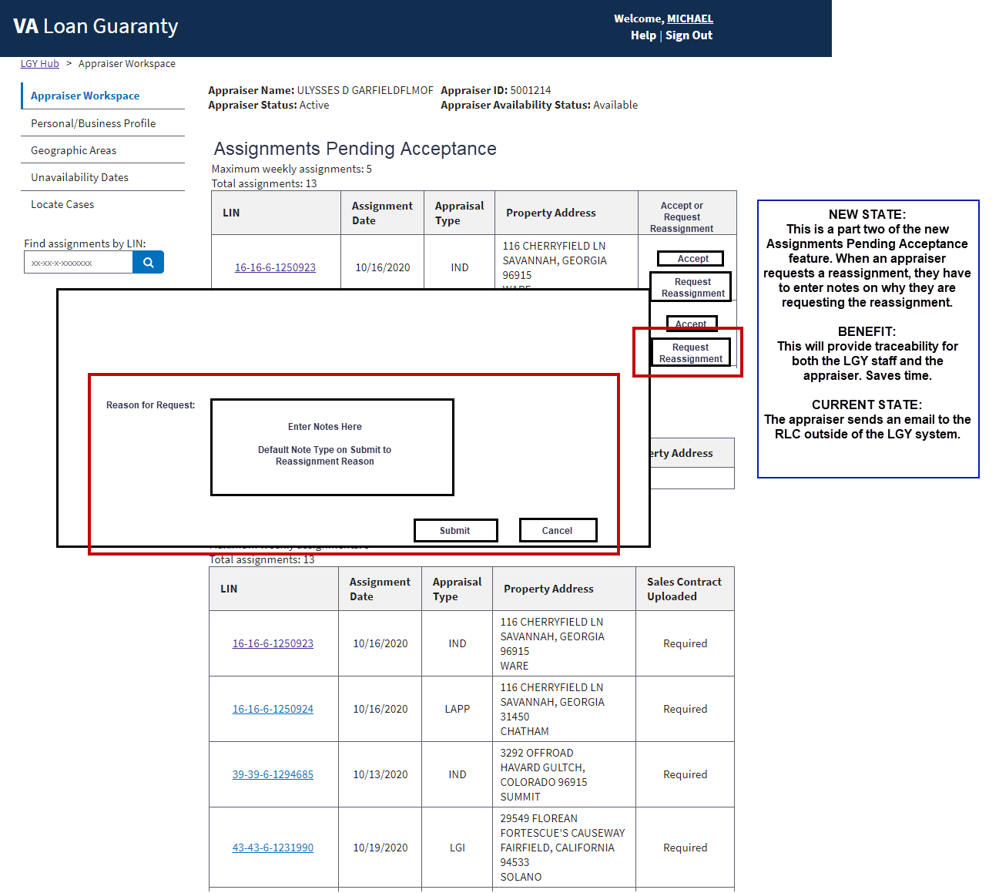 VA Loan Guaranty
Welcome, MICHAEL
Help | Sign Out
LGY Hub > Appraiser Workspace
Appraiser Workspace
Personal/Business Profile
Geographic Areas
Unavailability Dates
Locate Cases
Find assignments by LIN:
xx-xx-x-xxxxxxx
Appraiser Name: ULYSSES D GARFIELDFLMOF Appraiser ID: 5001214
Appraiser Status: Active Appraiser Availability Status: Available
Assignments Pending Acceptance
Maximum weekly assignments: 5
Total assignments: 13
LIN
Assignment
Date
Appraisal
Type
Property Address
Accept or
Request
Reassignment
16-16-6-1250923
10/16/2020
IND
116 CHERRYFIELD LN
SAVANNAH, GEORGIA
96915
WARE
Accept
Request
Reassignment
Accept
Request
Reassignment
Reason for Request:
Enter Notes Here
Default Note Type on Submit to
Reassignment Reason
Submit
Cancel
erty Address
NEW STATE:
This is a part two of the new
Assignments Pending Acceptance
feature. When an appraiser
requests a reassignment, they have
to enter notes on why they are
requesting the reassignment.
BENEFIT:
This will provide traceability for
both the LGY staff and the
appraiser. Saves time.
CURRENT STATE:
The appraiser sends an email to the
RLC outside of the LGY system.
Total assignments: 13
LIN
Assignment
Date
Appraisal
Type
Property Address
Sales Contract
Uploaded
16-16-6-1250923
10/16/2020
IND
116 CHERRYFIELD LN
SAVANNAH, GEORGIA
96915
WARE
Required
16-16-6-1250924
10/16/2020
LAPP
116 CHERRYFIELD LN
SAVANNAH, GEORGIA
31450
CHATHAM
Required
39-39-6-1294685
10/13/2020
IND
3292 OFFROAD
HAVARD GULTCH,
COLORADO 96915
SUMMIT
Required
43-43-6-1231990
10/19/2020
LGI
29549 FLOREAN
FORTESCUE'S CAUSEWAY
FAIRFIELD, CALIFORNIA
94533
SOLANO
Required